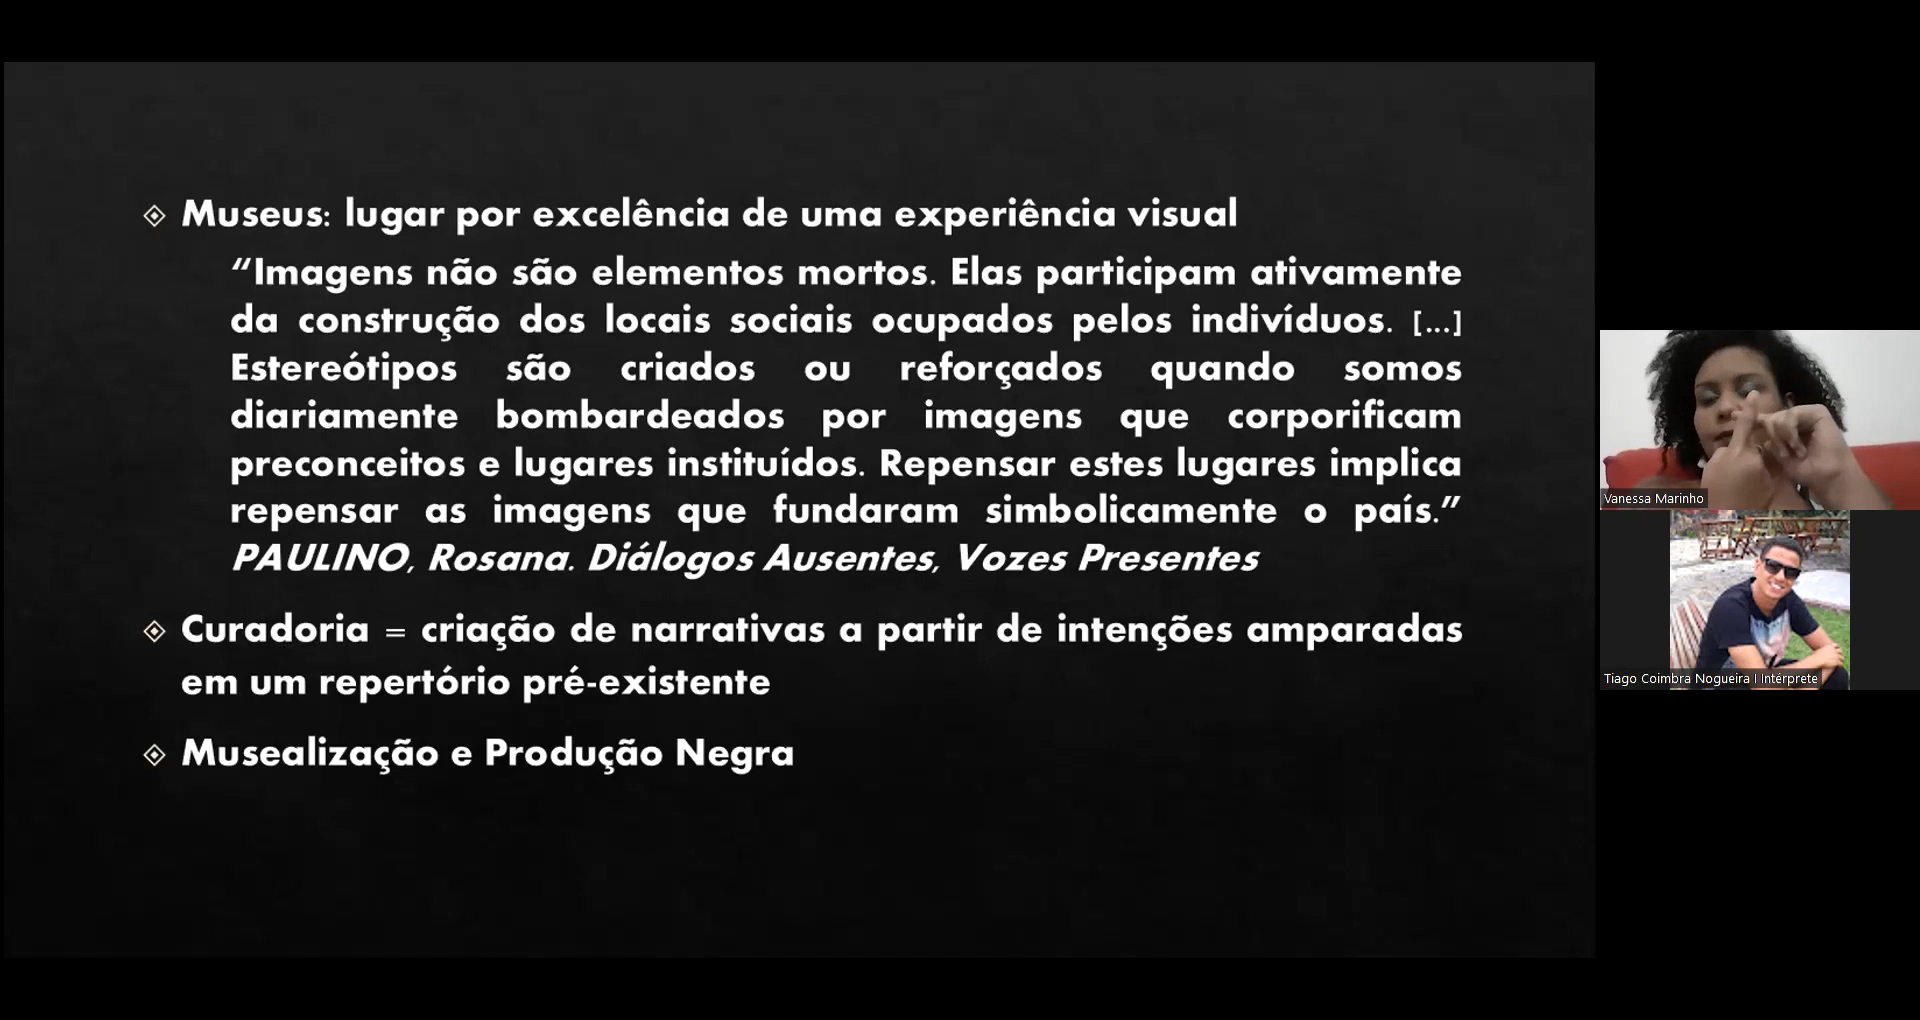 Museus: lugar por excelência de uma experiência visual
“Imagens não são elementos mortos. Elas participam ativamente
da construção dos locais sociais ocupados pelos indivíduos. [...]
Estereótipos são criados ou reforçados quando somos
diariamente bombardeados por imagens que corporificam
preconceitos e lugares instituídos. Repensar estes lugares implica
repensar as imagens que fundaram simbolicamente o país.”
PAULINO, Rosana. Diálogos Ausentes, Vozes Presentes
Curadoria = criação de narrativas a partir de intenções amparadas
em um repertório pré-existente
Musealização e Produção Negra
Vanessa Marinho
Tiago Coimbra Nogueira | Intérprete